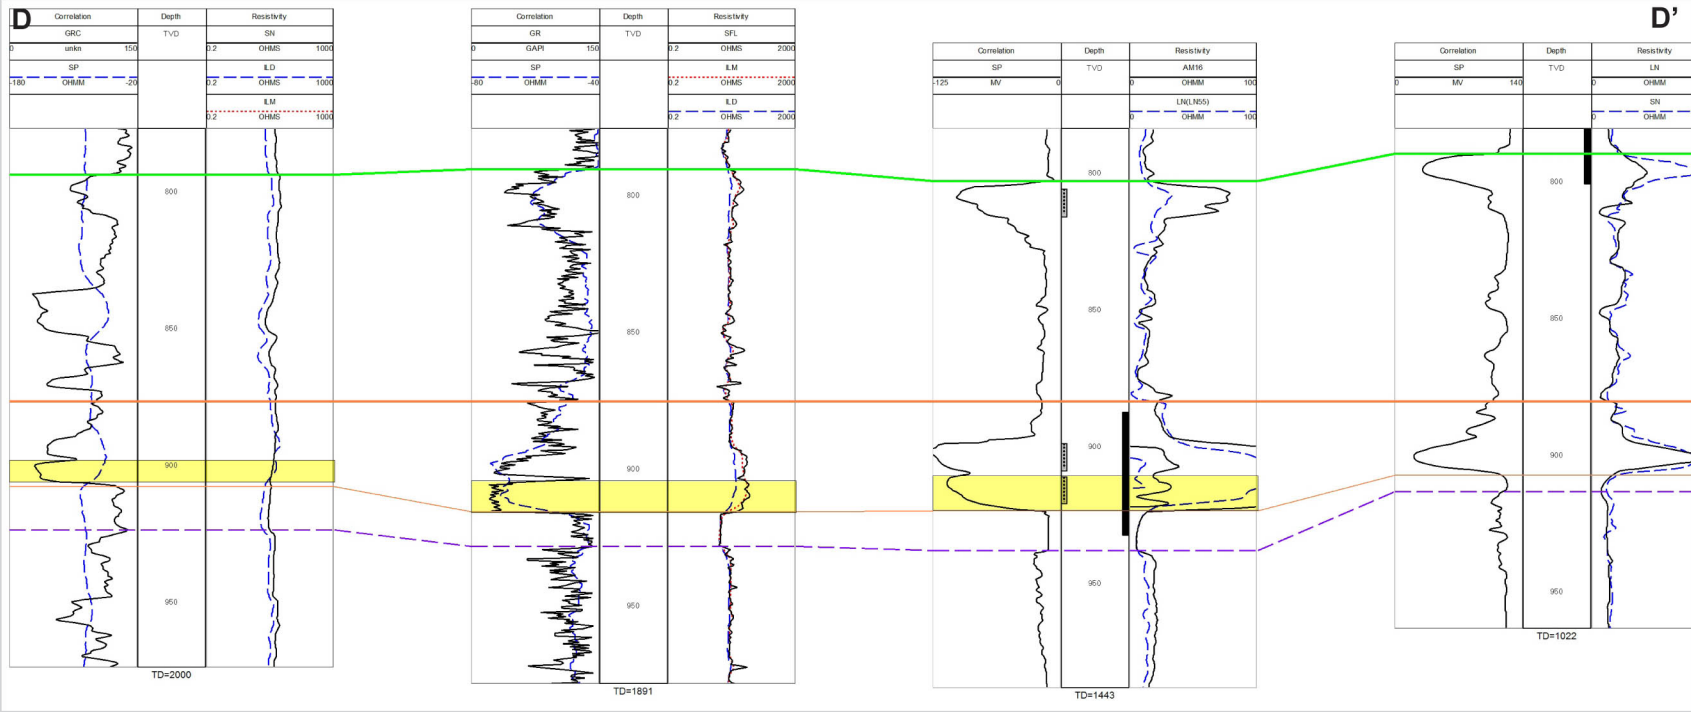 D
D'
Correlation Depth Resistivity
GRC TVD SN
0 unkn 150 0.2 OHMS 1000
SP ILD
-180 OHMM -20 0.2 OHMS 1000
ILM
0.2 OHMS 1000
800
850
900
950
TD=2000
Correlation Depth Resistivity
GR TVD SFL
0 GAPI 150 0.2 OHMS 2000
SP ILM
-80 OHMM -40 0.2 OHMS 2000
ILD
0.2 OHMS 2000
800
850
900
950
TD=1891
Correlation Depth Resistivity
SP TVD AM16
-125 MV 0 0 OHMM 100
LN(LN55)
0 OHMM 100
800
850
900
950
TD=1443
Correlation Depth Resistivity
SP TVD LN
0 MV 140 0 OHMM
SN
0 OHMM
800
850
900
950
TD=1022